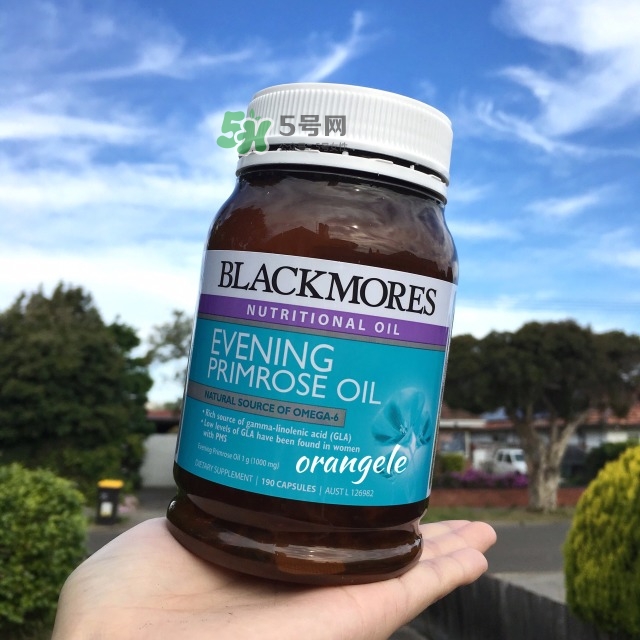 5号网
BLACKMORES
NUTRITIONAL OIL
EVENING
PRIMROSE OIL
NATURAL SOURCE OF OMEGA-6
• Rich source of gamma-linolenic acid (GLA)
• Low levels of GLA have been found in women
with PMS
Evening Primrose Oil 1 g (1000 mg)
orangele
DIETARY SUPPLEMENT | 190 CAPSULES | AUST L 126982